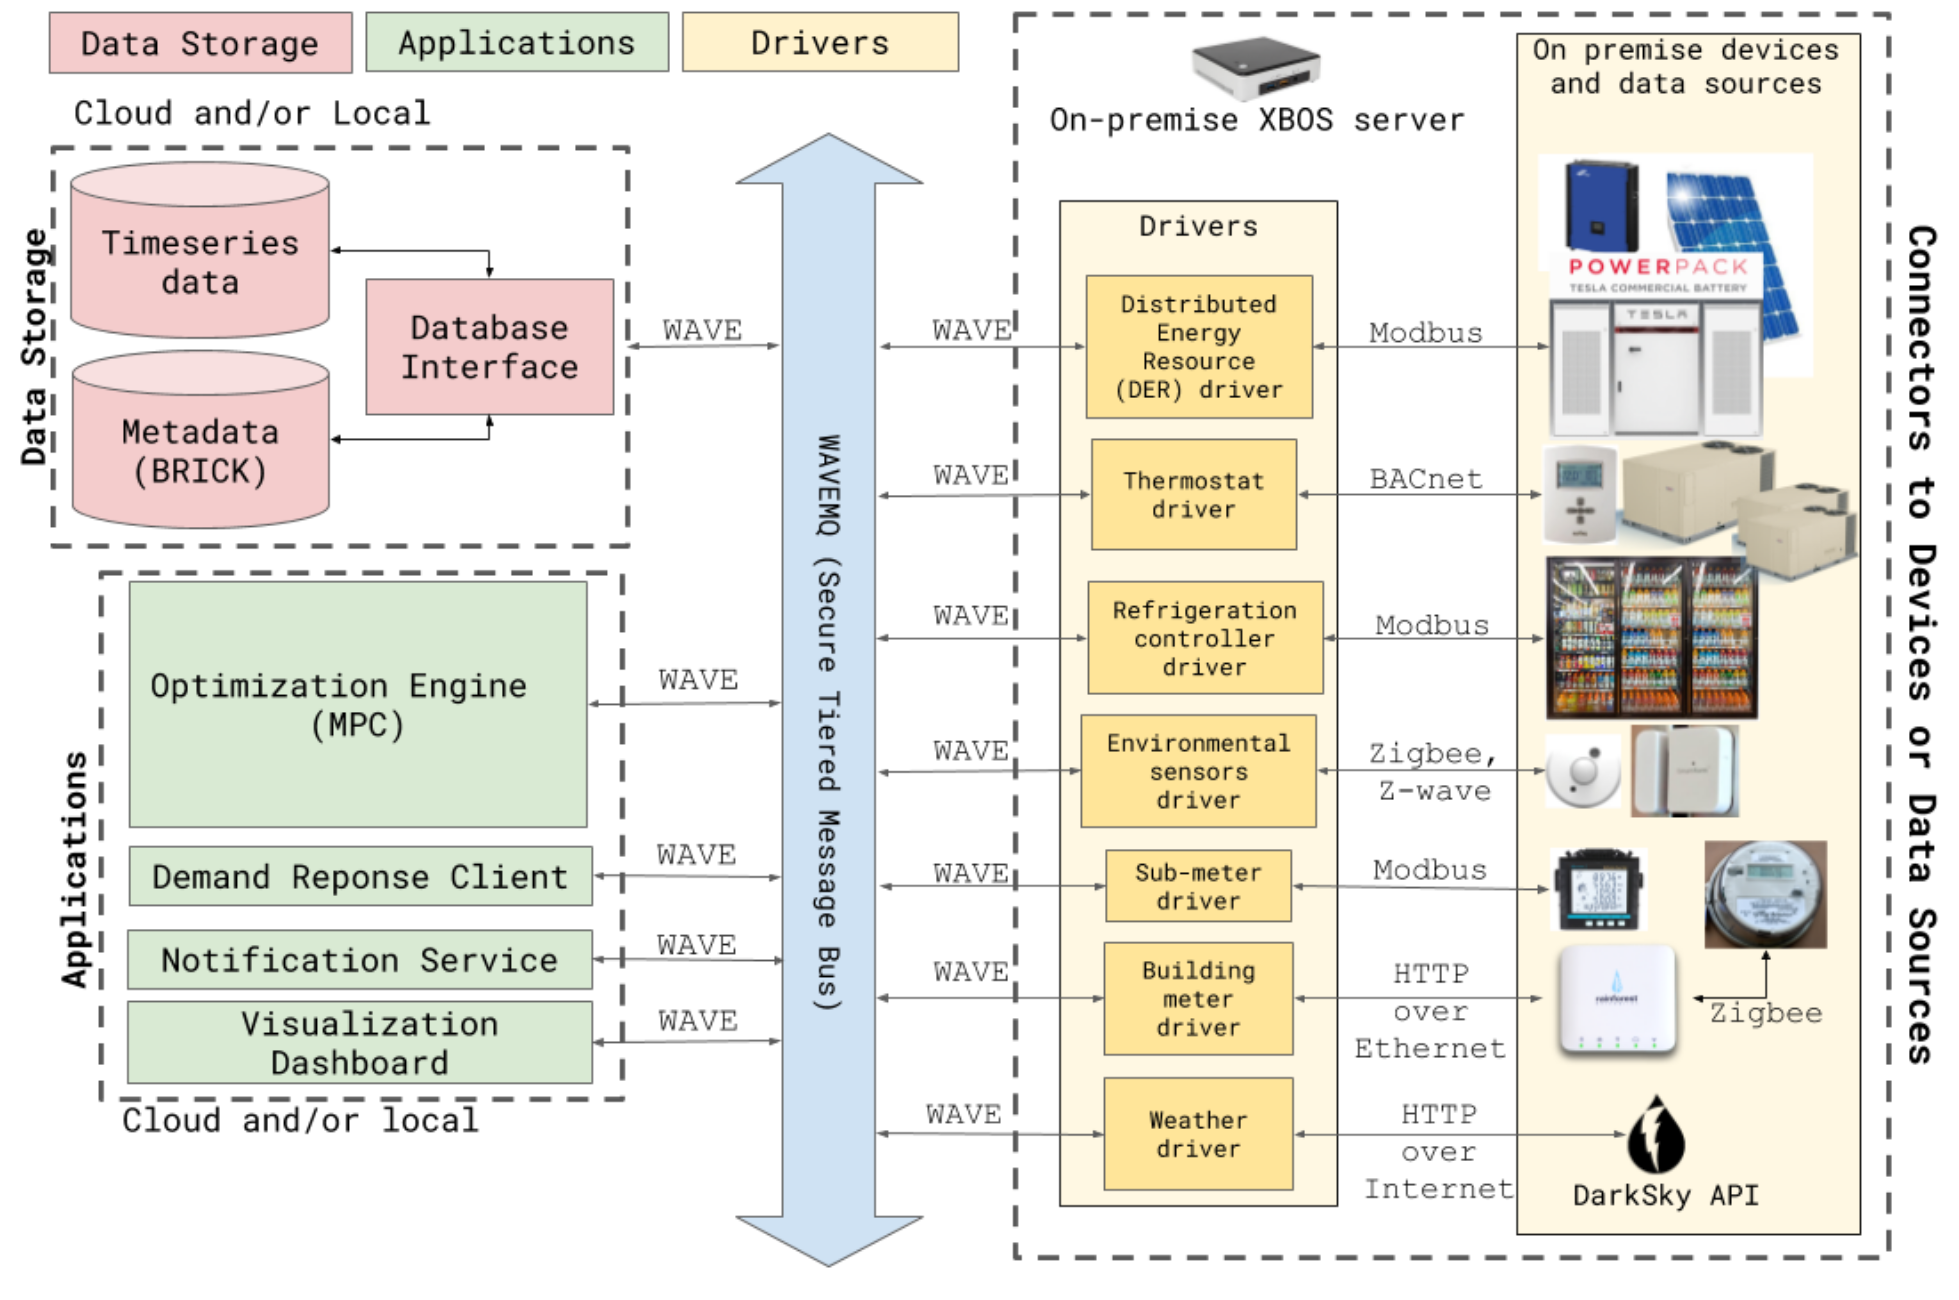 Data Storage
Applications
Drivers
Cloud and/or Local
Data Storage
Timeseries
data
Metadata
(BRICK)
Database
Interface
WAVE
Applications
Optimization Engine
(MPC)
WAVE
Demand Reponse Client
WAVE
Notification Service
WAVE
Visualization
Dashboard
WAVE
Cloud and/or local
WAVEMQ (Secure Tiered Message Bus)
On-premise XBOS server
Drivers
WAVE
Distributed
Energy
Resource
(DER) driver
Modbus
WAVE
Thermostat
driver
BACnet
WAVE
Refrigeration
controller
driver
Modbus
WAVE
Environmental
sensors
driver
Zigbee,
Z-wave
WAVE
Sub-meter
driver
Modbus
WAVE
Building
meter
driver
HTTP
over
Ethernet
WAVE
Weather
driver
HTTP
over
Internet
On premise devices
and data sources
POWERPACK
TESLA COMMERCIAL BATTERY
TESLA
rainforest
Zigbee
DarkSky API
Connectors to Devices or Data Sources